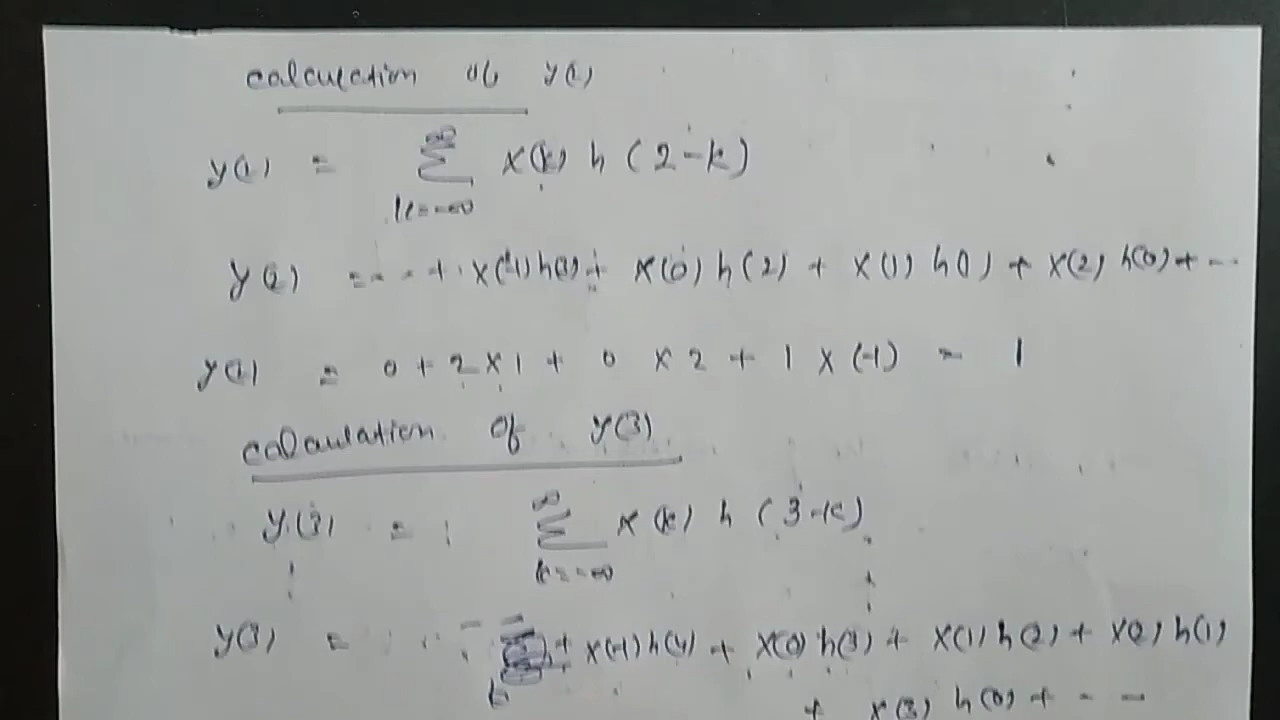 calculation of y(2)
y(2) = ∞ Σ k=-∞ x(k) h (2-k)
y(2) = --- + x(-1) h(3) + x(0) h(2) + x(1) h(1) + x(2) h(0) + ---
y(2) = 0 + 2 x 1 + 0 x 2 + 1 x (-1) = 1
calculation of y(3)
y(3) = ∞ Σ k=-∞ x(k) h (3-k)
y(3) = -- + x(-1) h(4) + x(0) h(3) + x(1) h(2) + x(2) h(1)
+ x(3) h(0) + - -